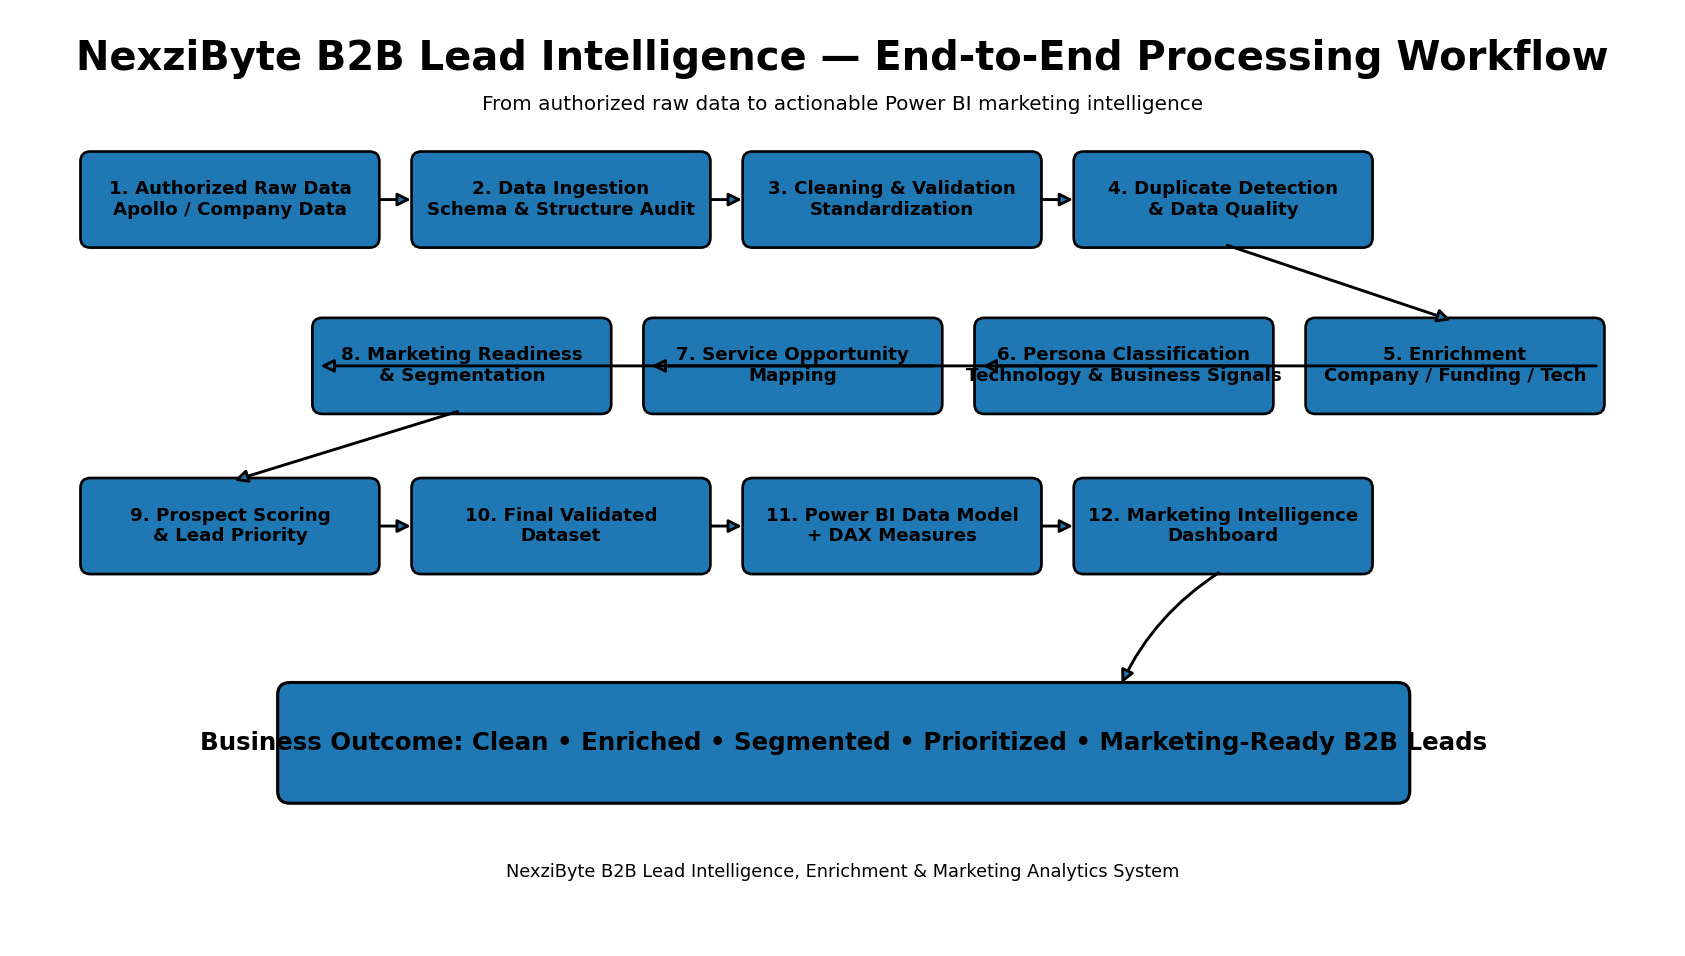 NexziByte B2B Lead Intelligence — End-to-End Processing Workflow
From authorized raw data to actionable Power BI marketing intelligence
1. Authorized Raw Data
Apollo / Company Data
2. Data Ingestion
Schema & Structure Audit
3. Cleaning & Validation
Standardization
4. Duplicate Detection
& Data Quality
5. Enrichment
Company / Funding / Tech
6. Persona Classification
Technology & Business Signals
7. Service Opportunity
Mapping
8. Marketing Readiness
& Segmentation
9. Prospect Scoring
& Lead Priority
10. Final Validated
Dataset
11. Power BI Data Model
+ DAX Measures
12. Marketing Intelligence
Dashboard
Business Outcome: Clean • Enriched • Segmented • Prioritized • Marketing-Ready B2B Leads
NexziByte B2B Lead Intelligence, Enrichment & Marketing Analytics System